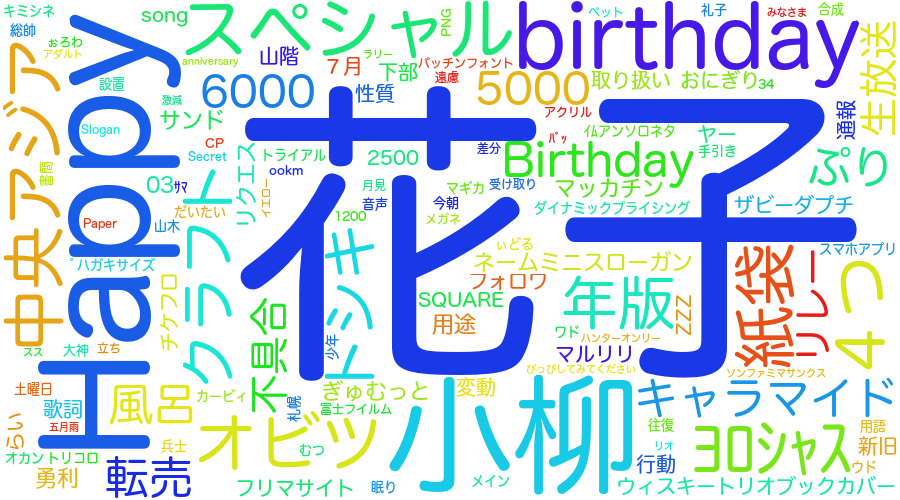 キミシネ
song
スペシャル
birthday
ペット
礼子
みなさま
合成
総帥
ぉろわ
アダルト
anniversary
山階
7月
ラリー
下部
PNG
パッチンフォント
遠慮
取り扱い
おにぎり
34
生放送
設置
激減
6000
性質
5000
アクリル
通報
中央アジア
Happy
Slogan
サンド
CP
Secret
トライアル
ookm
リクエスト
イエロー
花子
2500
差分
Birthday
ﾊﾟｯ
仏アンソロネタ
ヤー
手引き
ぷり
書簡
03
ｻﾏ
Paper
だいたい
山木
月見
音声
1200
マギカ
今朝
メガネ
受け取り
マッカチン
ダイナミックプライシング
ザビーダプチ
ハガキサイズ
クラフト
トシキ
ぃどる
ネームミニスローガン
フォロワ
スマホアプリ
チケフロ
不具合
少年
SQUARE
用途
年版
ZZZ
紙袋
リレー
4つ
スス
大神
立ち
ワド
ハンターオンリー
マルリリ
ぴっぴしてみてください
ソンファミマサンクス
土曜日
歌詞
五月雨
風呂
カービィ
札幌
ぎゅむっと
富士フイルム
変動
小柳
キャラマイド
らい
オカントリコロ
兵士
オビツ
むつ
往復
リオ
ヨロシャス
用語
新旧
勇利
転売
フリマサイト
眠り
メイン
行動
ウィスキートリオブックカバー
ウド